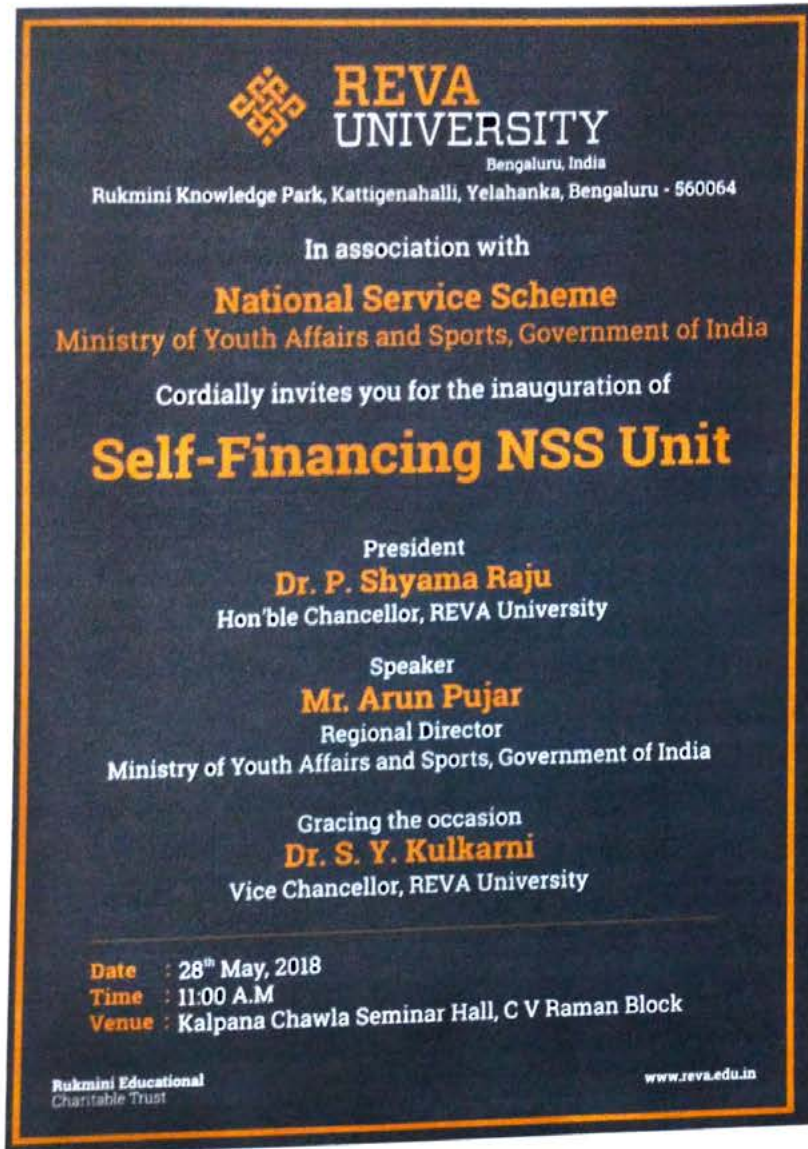 REVA
UNIVERSITY
Bengaluru, India
Rukmini Knowledge Park, Kattigenahalli, Yelahanka, Bengaluru - 560064
In association with
National Service Scheme
Ministry of Youth Affairs and Sports, Government of India
Cordially invites you for the inauguration of
Self-Financing NSS Unit
President
Dr. P. Shyama Raju
Hon'ble Chancellor, REVA University
Speaker
Mr. Arun Pujar
Regional Director
Ministry of Youth Affairs and Sports, Government of India
Gracing the occasion
Dr. S. Y. Kulkarni
Vice Chancellor, REVA University
Date : 28th May, 2018
Time : 11:00 A.M
Venue : Kalpana Chawla Seminar Hall, C V Raman Block
Rukmini Educational
Charitable Trust
www.reva.edu.in